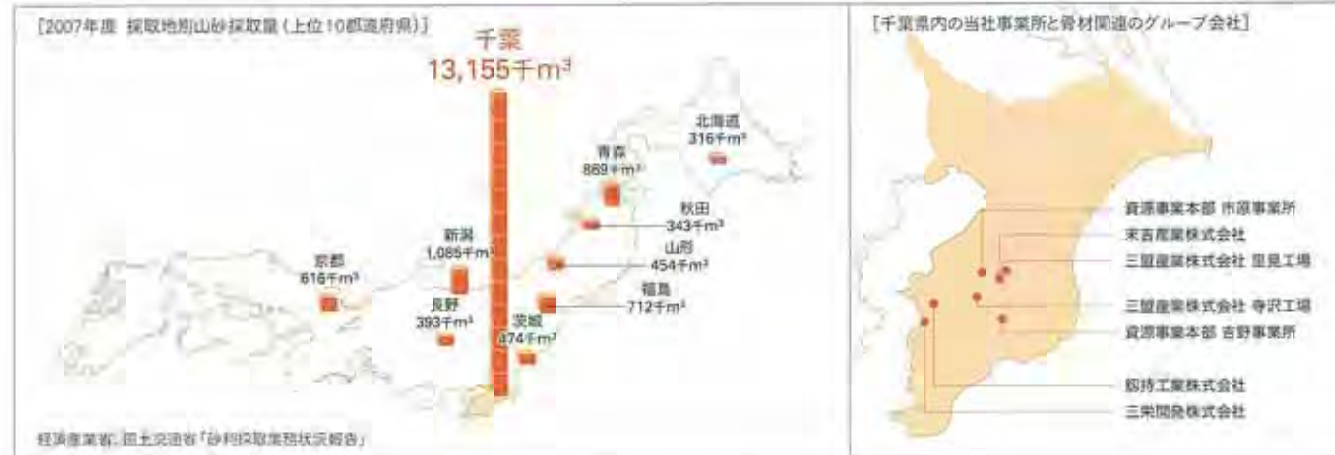 [2007年度 採取地別山砂採取量(上位10都道府県)]
千葉
13,155千m³
北海道
316千m³
青森
869千m³
秋田
343千m³
山形
454千m³
福島
712千m³
新潟
1,085千m³
京都
616千m³
長野
393千m³
茨城
474千m³
経済産業省、国土交通省「砂利採取業務状況報告」
[千葉県内の当社事業所と骨材関連のグループ会社]
資源事業本部 市原事業所
末吉産業株式会社
三盟産業株式会社 里見工場
三盟産業株式会社 寺沢工場
資源事業本部 吉野事業所
鬼持工業株式会社
三栄開発株式会社